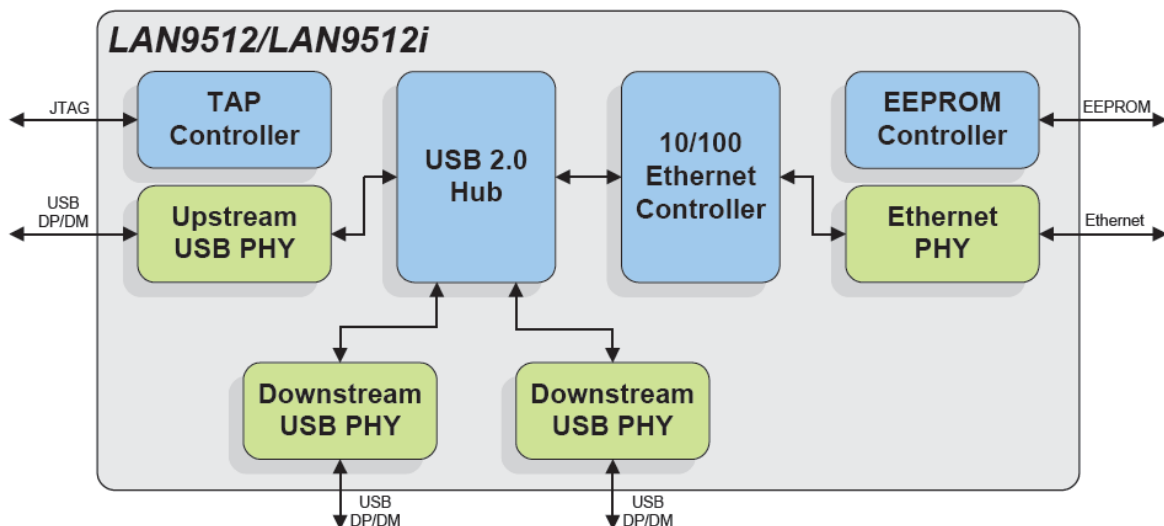 LAN9512/LAN9512i
JTAG
TAP
Controller
USB 2.0
Hub
10/100
Ethernet
Controller
EEPROM
Controller
EEPROM
USB
DP/DM
Upstream
USB PHY
Ethernet
PHY
Ethernet
Downstream
USB PHY
Downstream
USB PHY
USB
DP/DM
USB
DP/DM